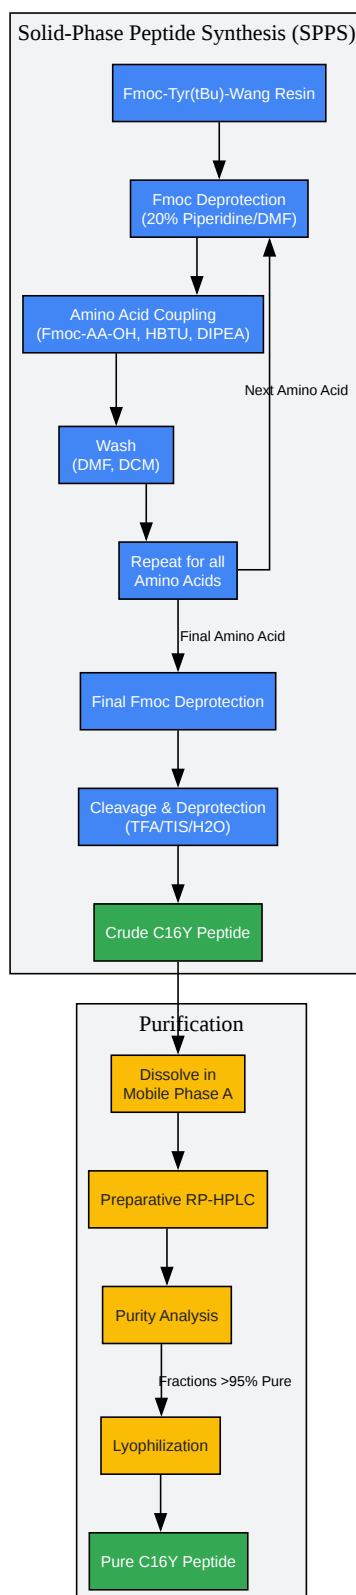 Solid-Phase Peptide Synthesis (SPPS)
Fmoc-Tyr(tBu)-Wang Resin
Fmoc Deprotection
(20% Piperidine/DMF)
Amino Acid Coupling
(Fmoc-AA-OH, HBTU, DIPEA)
Next Amino Acid
Wash
(DMF, DCM)
Repeat for all
Amino Acids
Final Amino Acid
Final Fmoc Deprotection
Cleavage & Deprotection
(TFA/TIS/H2O)
Crude C16Y Peptide
Purification
Dissolve in
Mobile Phase A
Preparative RP-HPLC
Purity Analysis
Fractions >95% Pure
Lyophilization
Pure C16Y Peptide